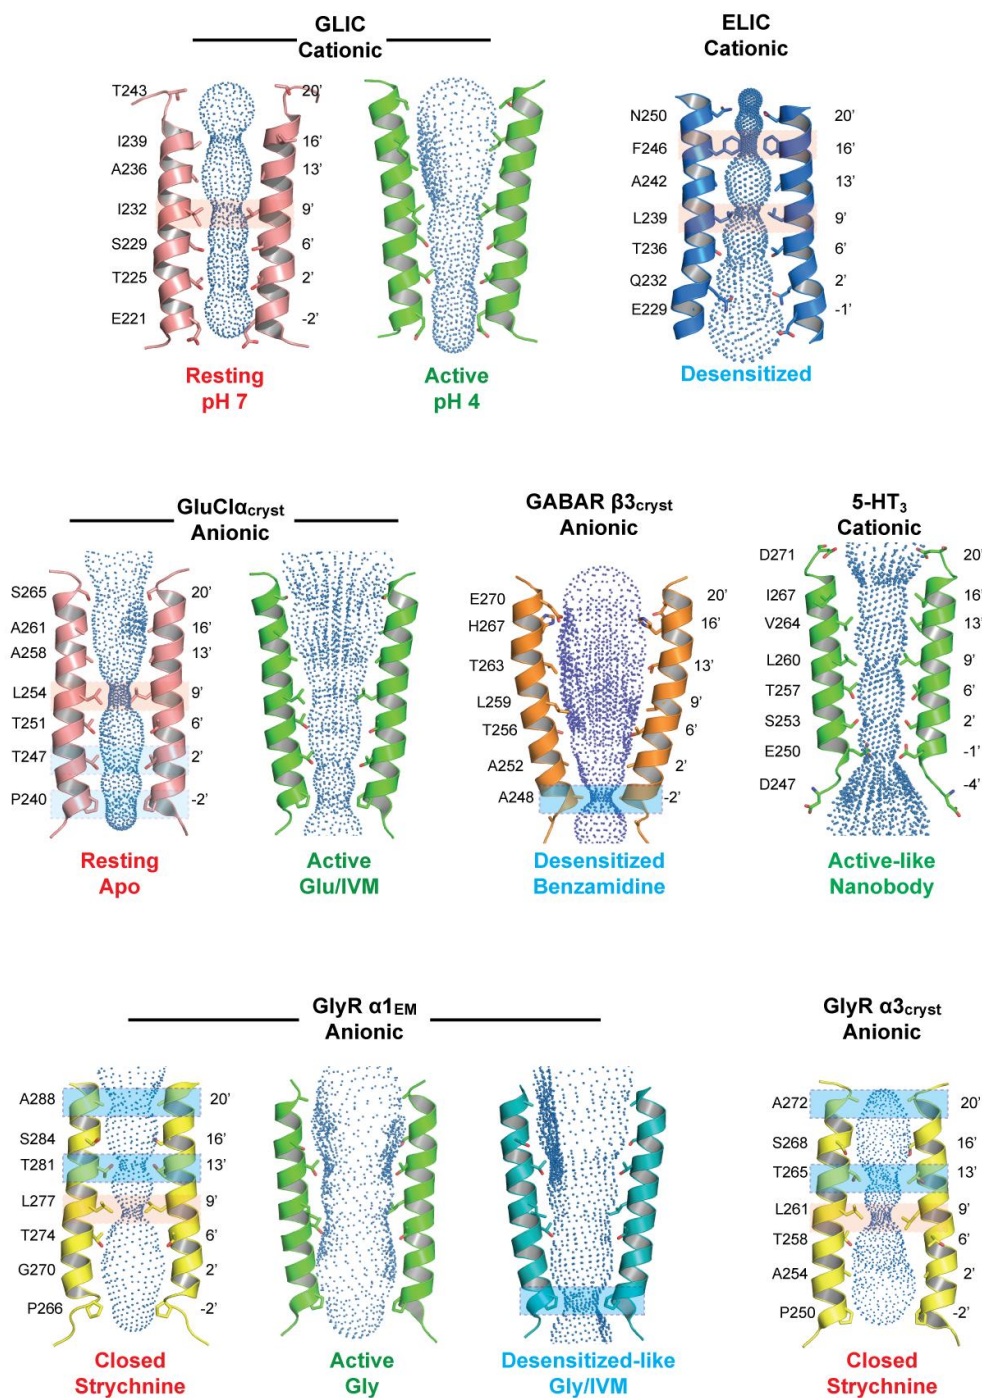 GLIC
Cationic
ELIC
Cationic
T243
20'
I239
16'
A236
13'
I232
9'
S229
6'
T225
2'
E221
-2'
N250
20'
F246
16'
A242
13'
L239
9'
T236
6'
Q232
2'
E229
-1'
Resting
pH 7
Active
pH 4
Desensitized
GluClαcryst
Anionic
GABAR β3cryst
Anionic
5-HT3
Cationic
S265
20'
A261
16'
A258
13'
L254
9'
T251
6'
T247
2'
P240
-2'
E270
20'
H267
16'
T263
13'
L259
9'
T256
6'
A252
2'
A248
-2'
D271
20'
I267
16'
V264
13'
L260
9'
T257
6'
S253
2'
E250
-1'
D247
-4'
Resting
Apo
Active
Glu/IVM
Desensitized
Benzamidine
Active-like
Nanobody
GlyR α1EM
Anionic
GlyR α3cryst
Anionic
A288
20'
S284
16'
T281
13'
L277
9'
T274
6'
G270
2'
P266
-2'
A272
20'
S268
16'
T265
13'
L261
9'
T258
6'
A254
2'
P250
-2'
Closed
Strychnine
Active
Gly
Desensitized-like
Gly/IVM
Closed
Strychnine